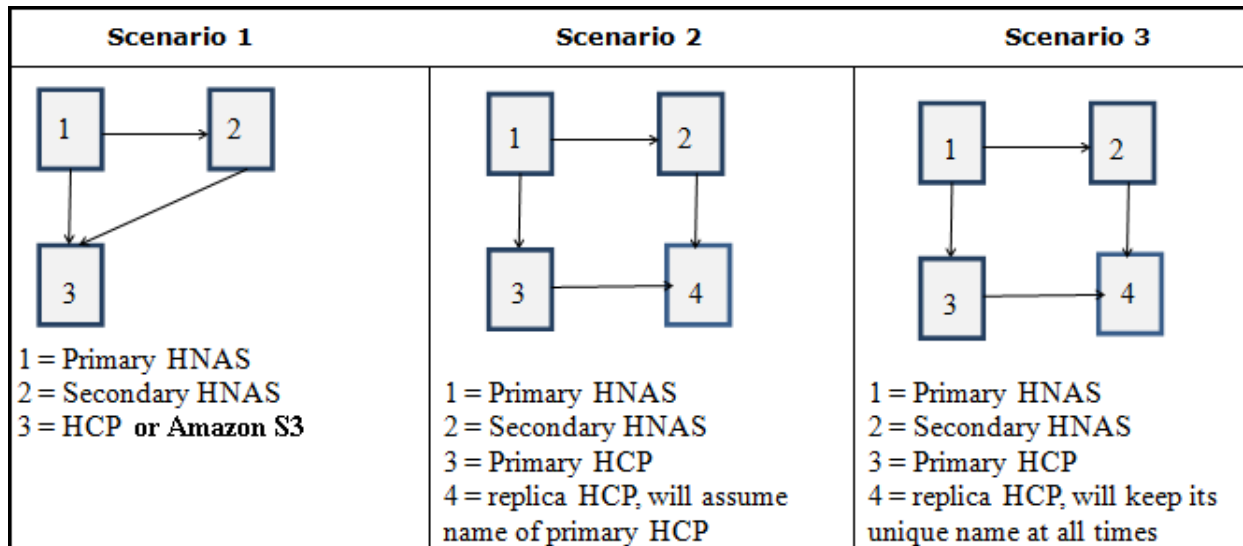 Scenario 1
1
2
3
1 = Primary HNAS
2 = Secondary HNAS
3 = HCP or Amazon S3
Scenario 2
1
2
3
4
1 = Primary HNAS
2 = Secondary HNAS
3 = Primary HCP
4 = replica HCP, will assume
name of primary HCP
Scenario 3
1
2
3
4
1 = Primary HNAS
2 = Secondary HNAS
3 = Primary HCP
4 = replica HCP, will keep its
unique name at all times